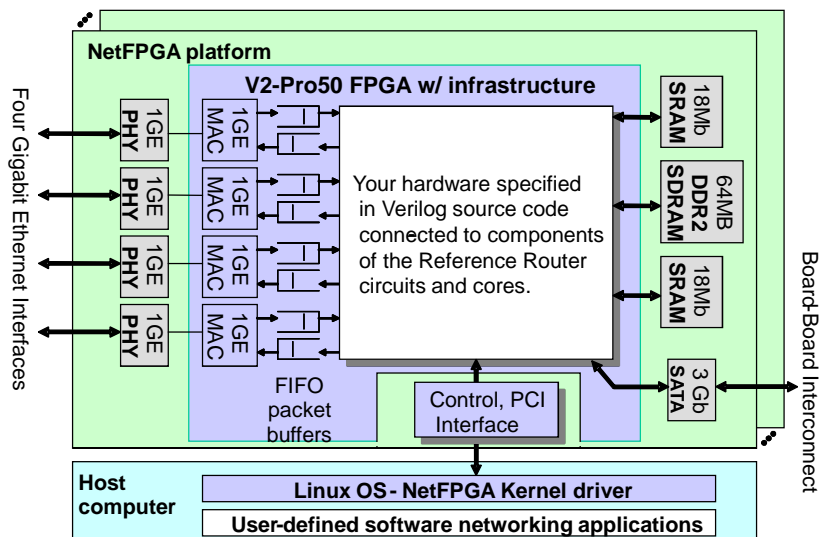 NetFPGA platform
V2-Pro50 FPGA w/ infrastructure
Four Gigabit Ethernet Interfaces
1GE
PHY
1GE
MAC
1GE
PHY
1GE
MAC
1GE
PHY
1GE
MAC
1GE
PHY
1GE
MAC
FIFO
packet
buffers
Your hardware specified
in Verilog source code
connected to components
of the Reference Router
circuits and cores.
18Mb
SRAM
64MB
DDR2
SDRAM
18Mb
SRAM
3 Gb
SATA
Board-Board Interconnect
Control, PCI
Interface
Host
computer
Linux OS - NetFPGA Kernel driver
User-defined software networking applications